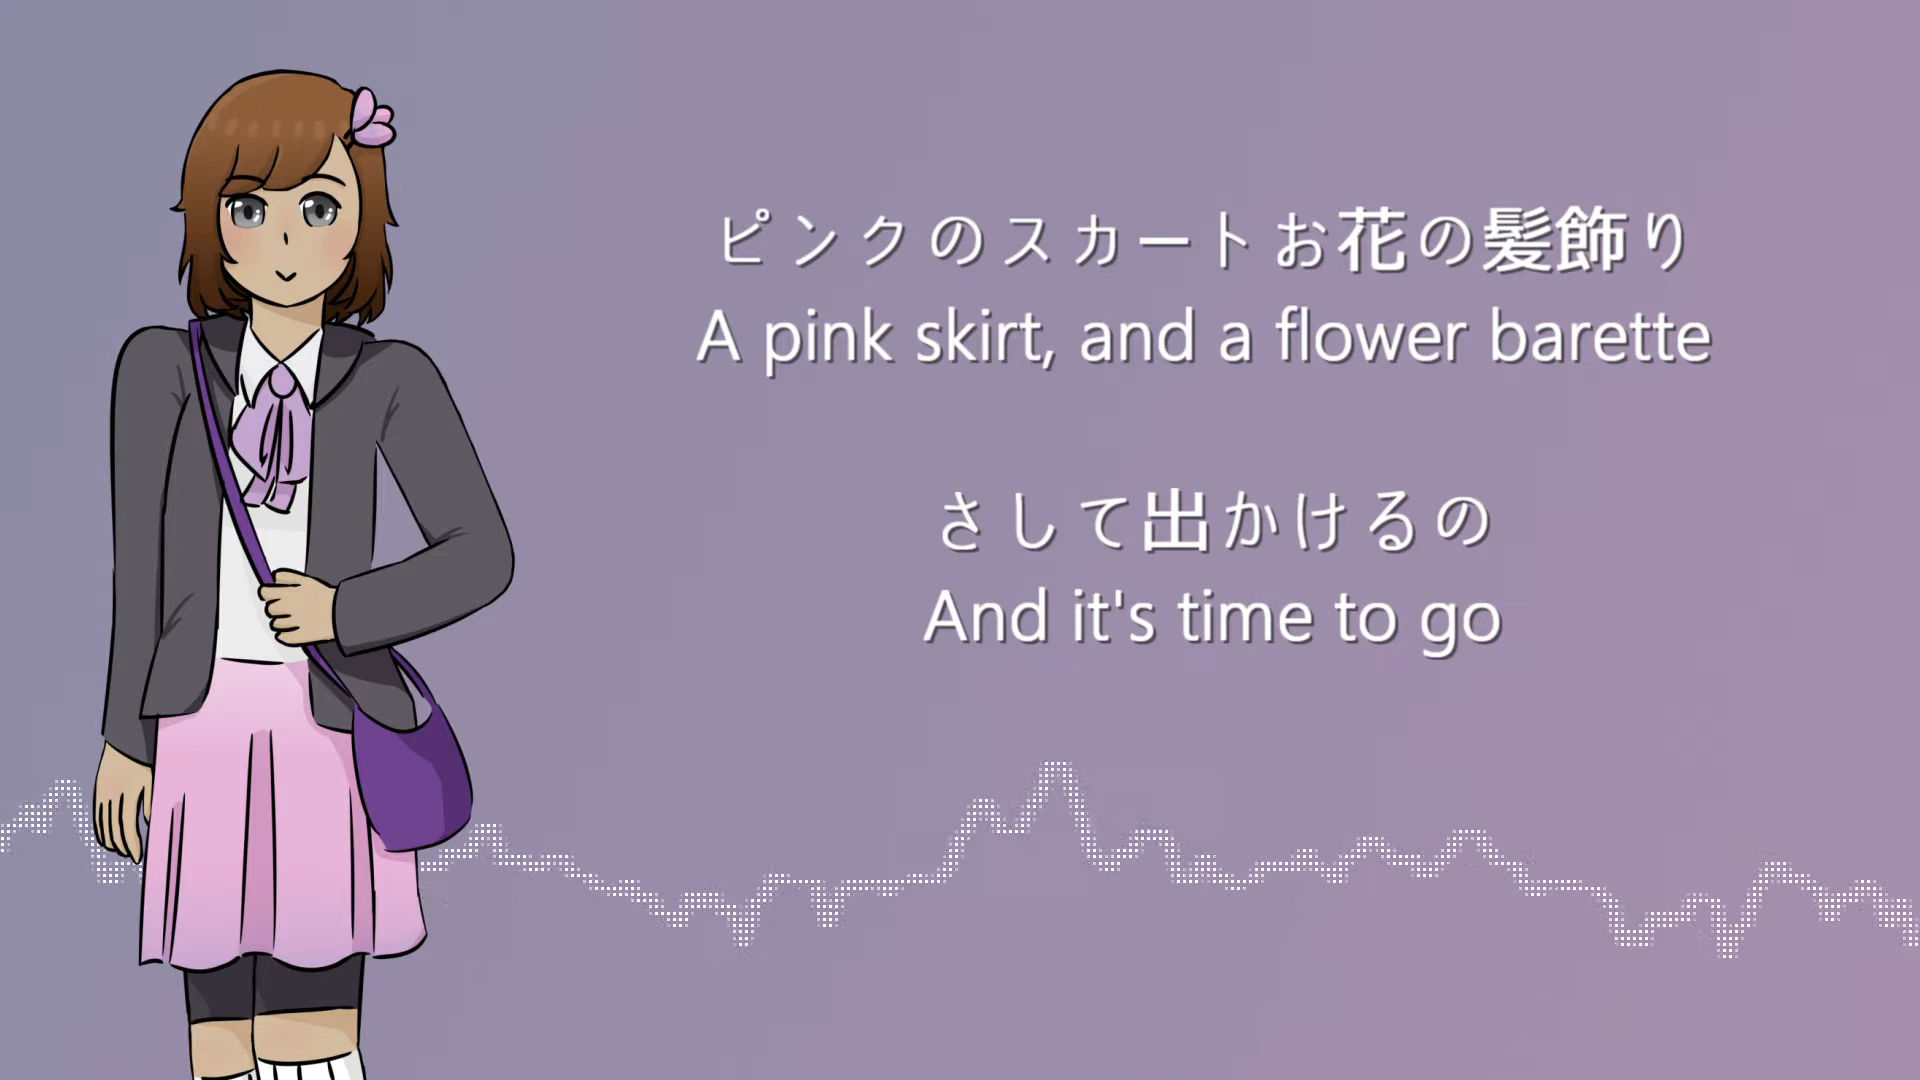 ピンクのスカートお花の髪飾り
A pink skirt, and a flower barette
さして出かけるの
And it's time to go